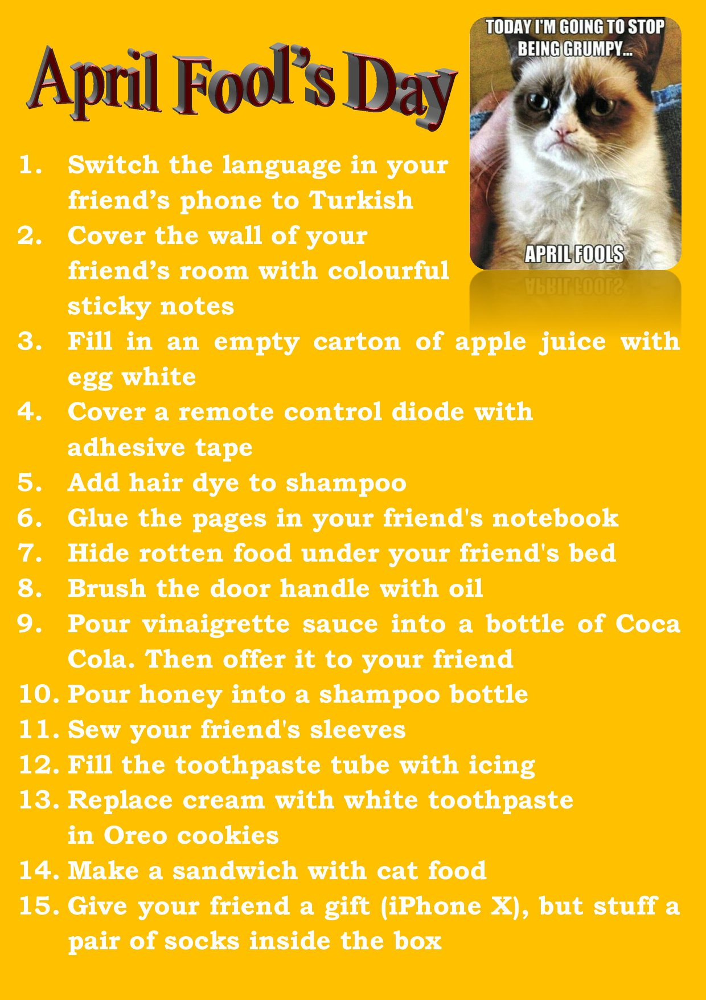 April Fool's Day
TODAY I'M GOING TO STOP
BEING GRUMPY...
APRIL FOOLS
1. Switch the language in your
friend’s phone to Turkish
2. Cover the wall of your
friend’s room with colourful
sticky notes
3. Fill in an empty carton of apple juice with
egg white
4. Cover a remote control diode with
adhesive tape
5. Add hair dye to shampoo
6. Glue the pages in your friend's notebook
7. Hide rotten food under your friend's bed
8. Brush the door handle with oil
9. Pour vinaigrette sauce into a bottle of Coca
Cola. Then offer it to your friend
10. Pour honey into a shampoo bottle
11. Sew your friend's sleeves
12. Fill the toothpaste tube with icing
13. Replace cream with white toothpaste
in Oreo cookies
14. Make a sandwich with cat food
15. Give your friend a gift (iPhone X), but stuff a
pair of socks inside the box